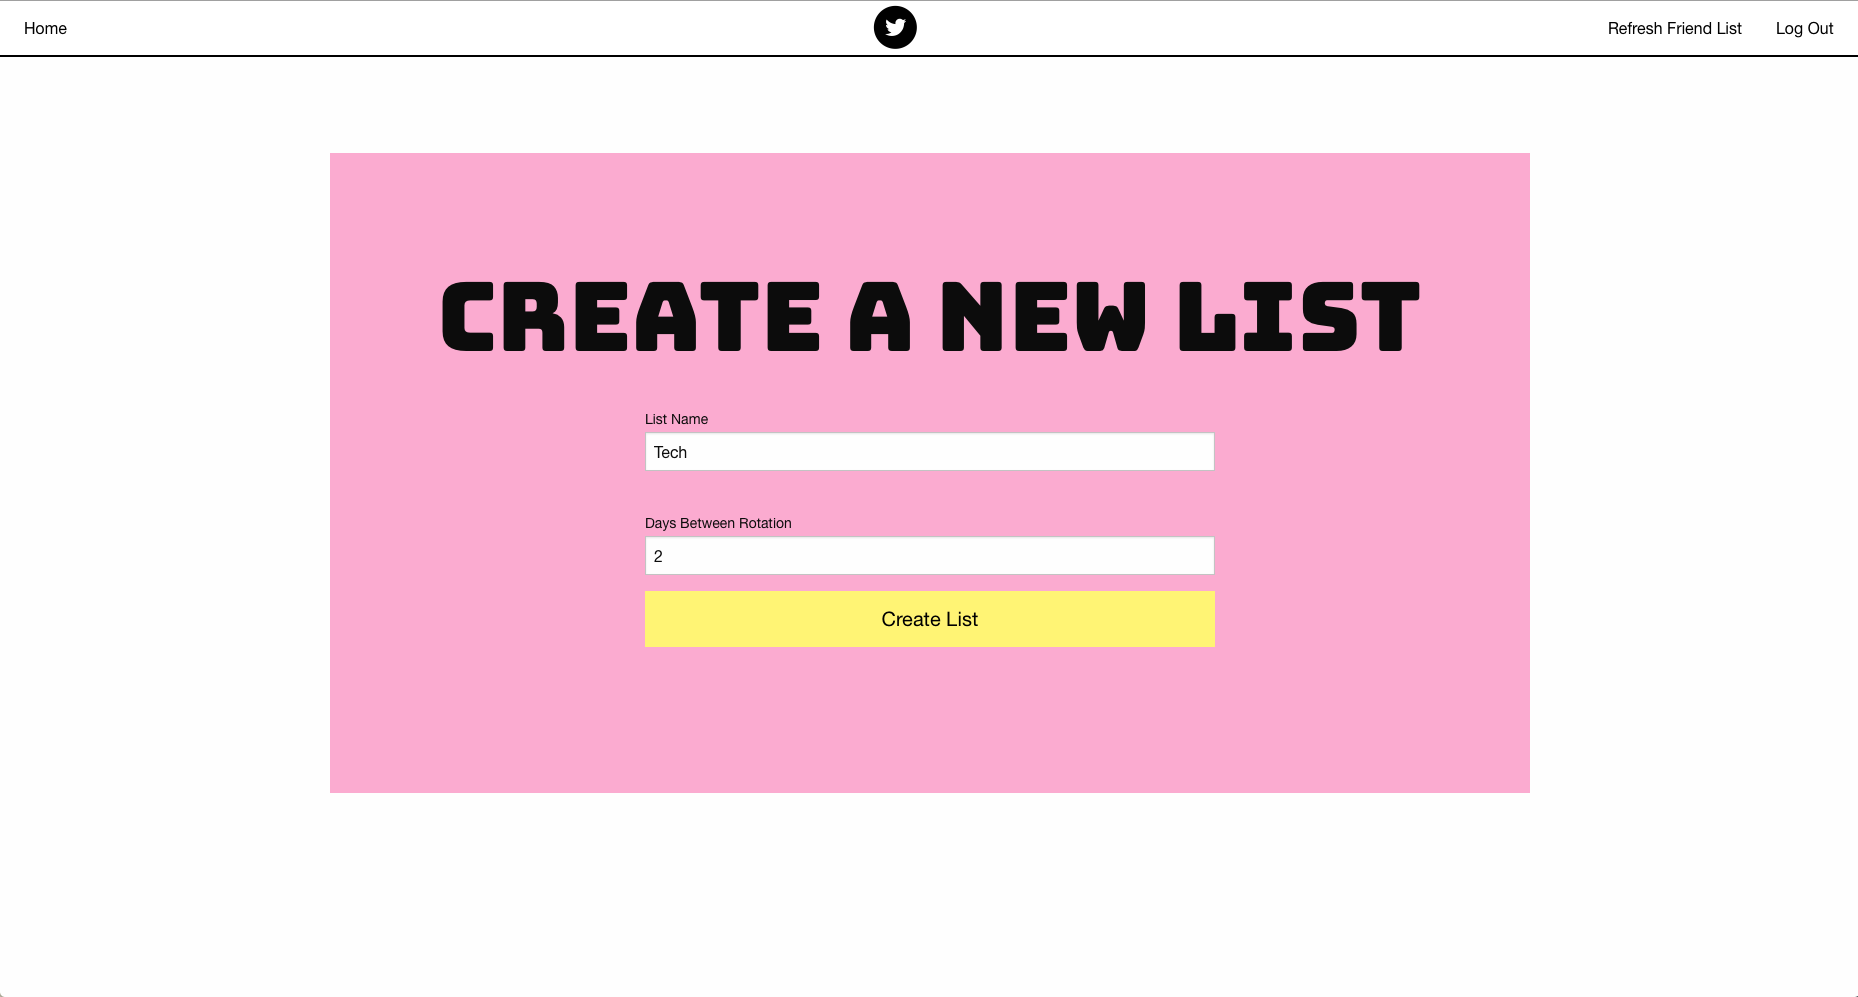 Home Refresh Friend List Log Out
CREATE A NEW LIST
List Name
Tech
Days Between Rotation
2
Create List